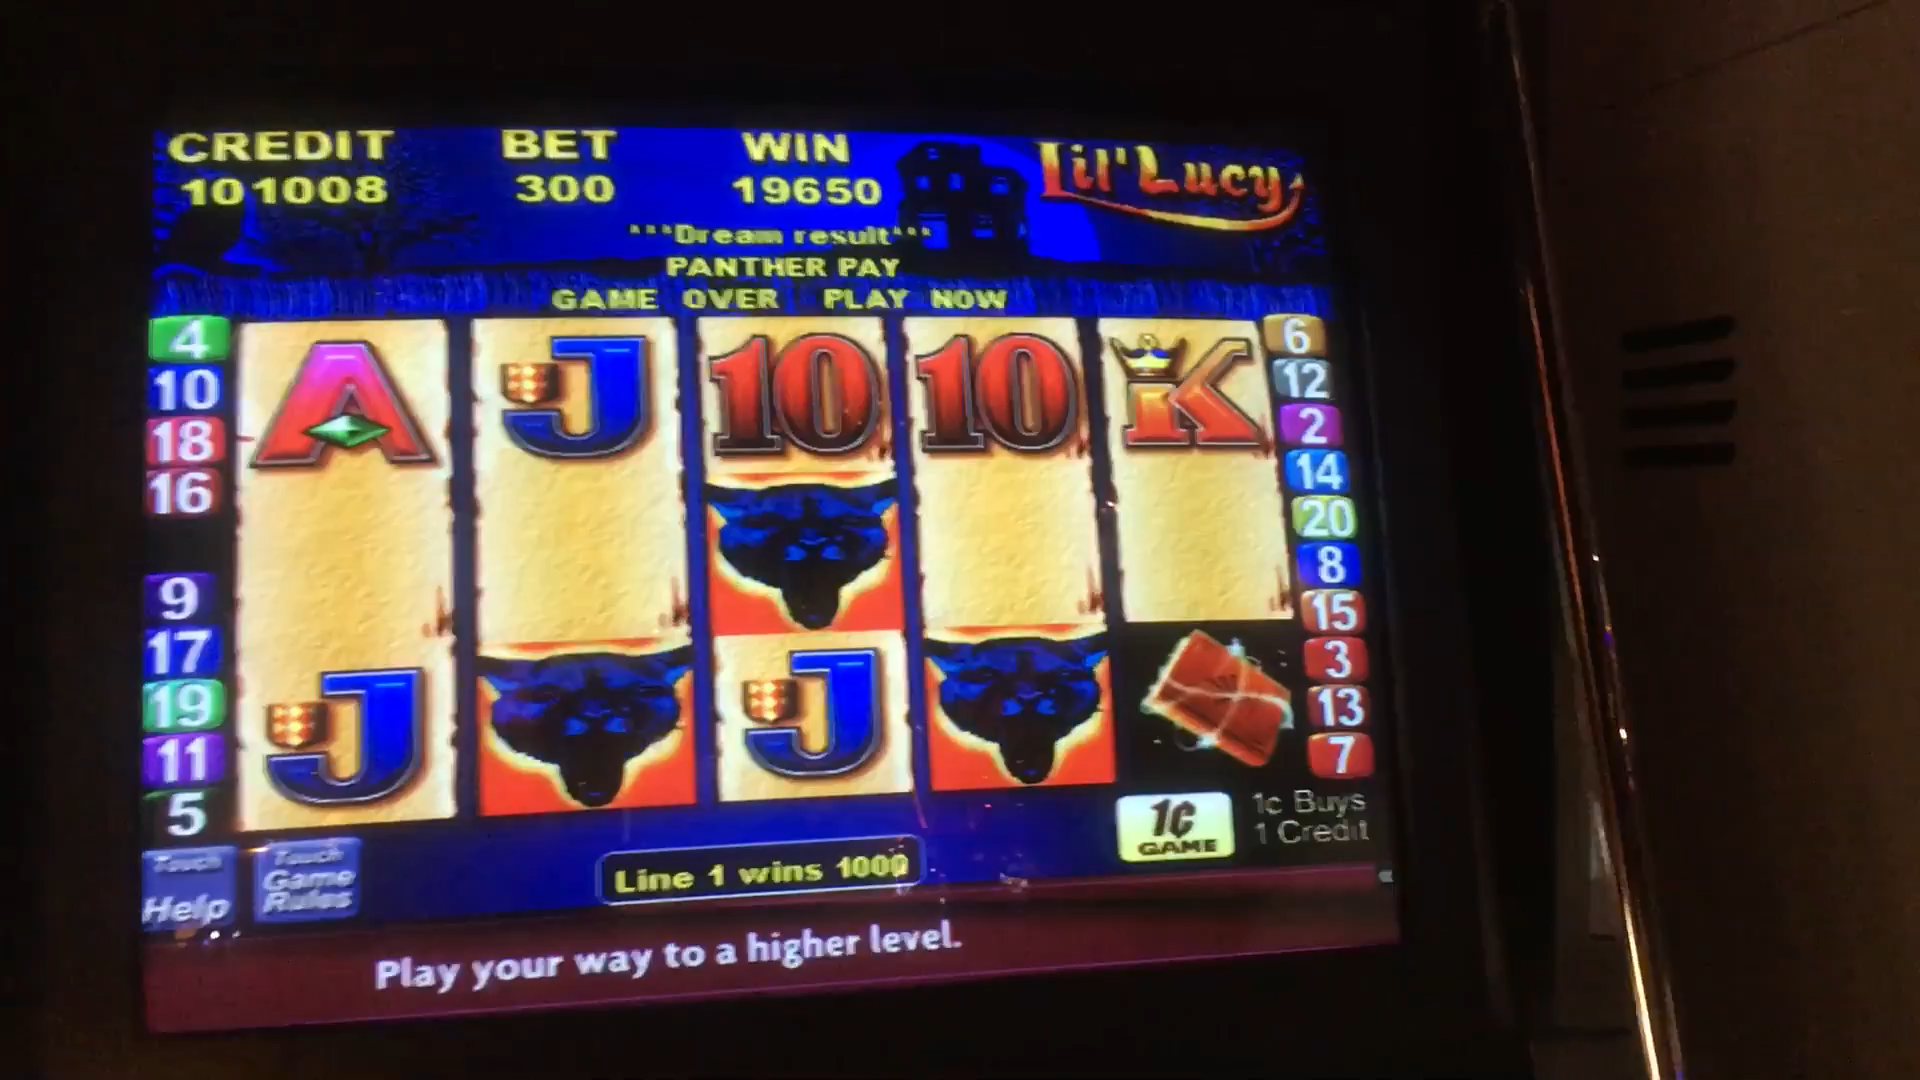 CREDIT BET WIN Lil' Lucy
101008 300 19650
***Dream result***
PANTHER PAY
GAME OVER PLAY NOW
4 A J 10 10 K 6
10 12
18 2
16 14
20
8
9 15
17 3
19 J J 13
11 7
5
1¢ GAME
1c Buys
1 Credit
Touch Help
Touch Game Rules
Line 1 wins 1000
Play your way to a higher level.